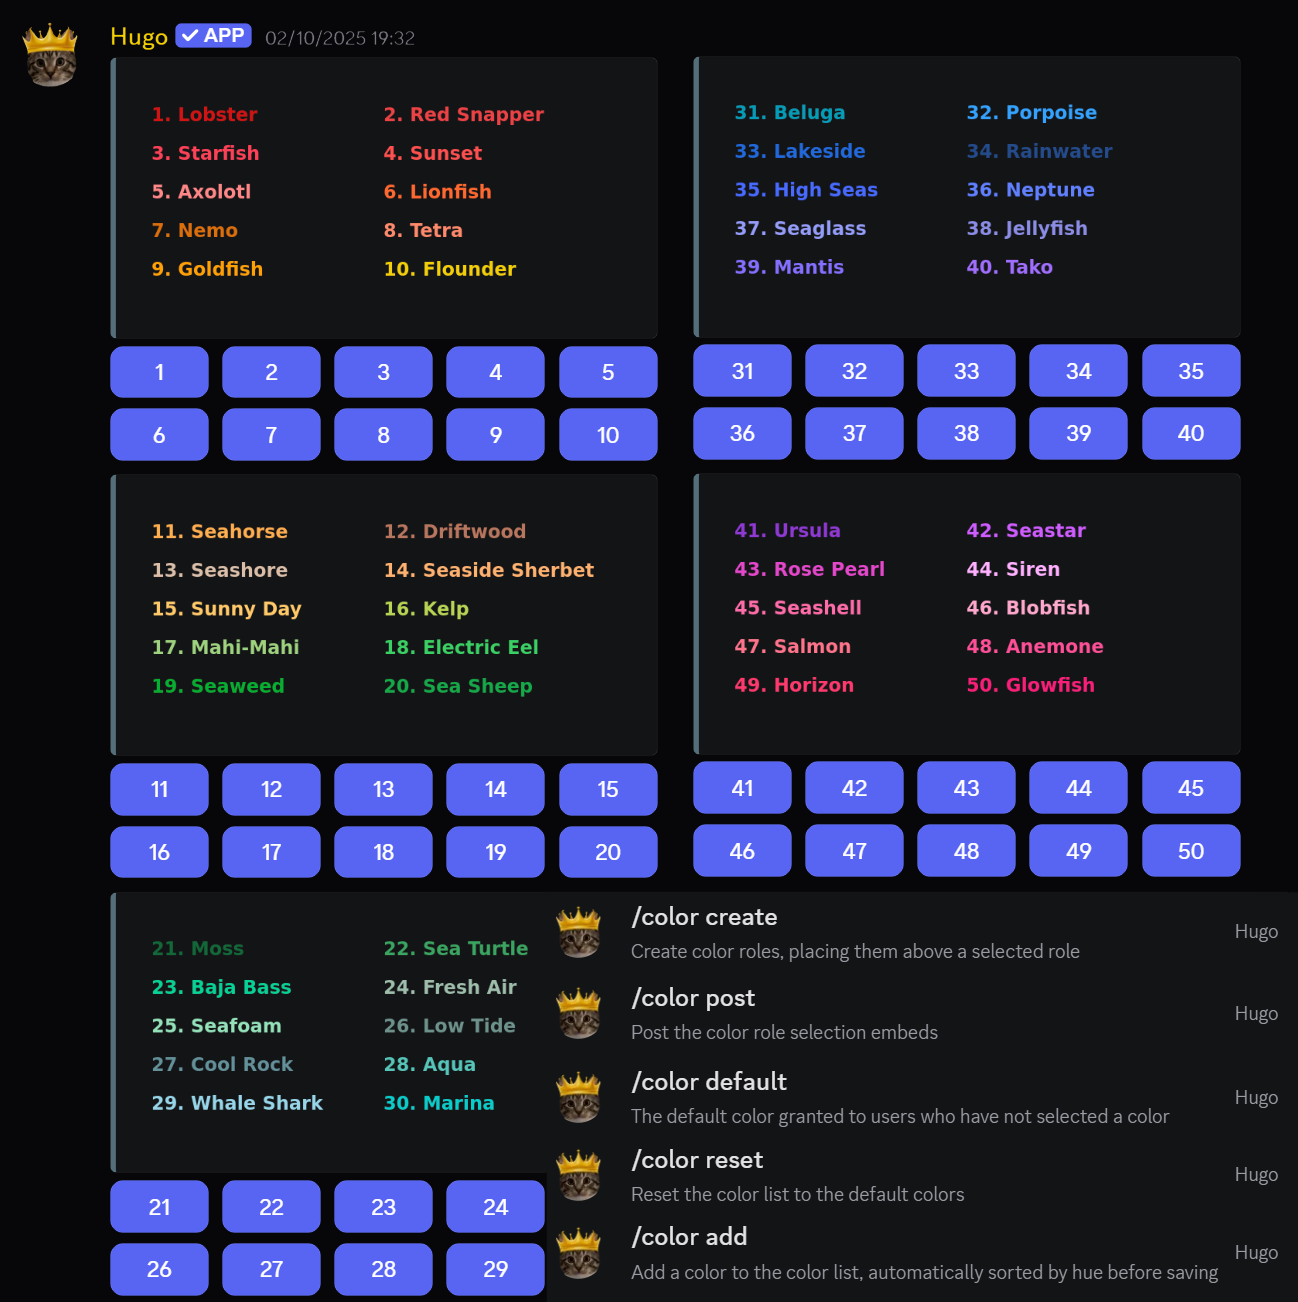 Hugo ✓ APP 02/10/2025 19:32
1. Lobster 2. Red Snapper
3. Starfish 4. Sunset
5. Axolotl 6. Lionfish
7. Nemo 8. Tetra
9. Goldfish 10. Flounder
1 2 3 4 5
6 7 8 9 10
11. Seahorse 12. Driftwood
13. Seashore 14. Seaside Sherbet
15. Sunny Day 16. Kelp
17. Mahi-Mahi 18. Electric Eel
19. Seaweed 20. Sea Sheep
11 12 13 14 15
16 17 18 19 20
21. Moss 22. Sea Turtle
23. Baja Bass 24. Fresh Air
25. Seafoam 26. Low Tide
27. Cool Rock 28. Aqua
29. Whale Shark 30. Marina
21 22 23 24
26 27 28 29
31. Beluga 32. Porpoise
33. Lakeside 34. Rainwater
35. High Seas 36. Neptune
37. Seaglass 38. Jellyfish
39. Mantis 40. Tako
31 32 33 34 35
36 37 38 39 40
41. Ursula 42. Seastar
43. Rose Pearl 44. Siren
45. Seashell 46. Blobfish
47. Salmon 48. Anemone
49. Horizon 50. Glowfish
41 42 43 44 45
46 47 48 49 50
/color create
Create color roles, placing them above a selected role
Hugo
/color post
Post the color role selection embeds
Hugo
/color default
The default color granted to users who have not selected a color
Hugo
/color reset
Reset the color list to the default colors
Hugo
/color add
Add a color to the color list, automatically sorted by hue before saving
Hugo